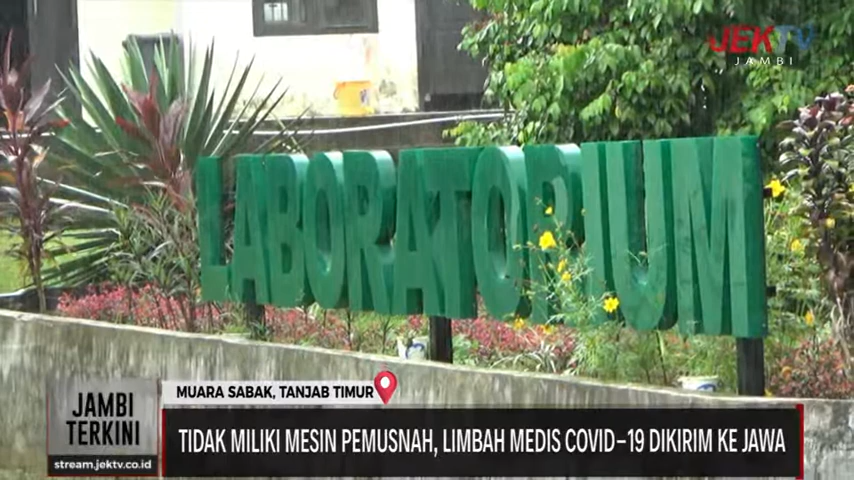 JEKTV
JAMBI
LABORATORIUM
JAMBI
TERKINI
stream.jektv.co.id
MUARA SABAK, TANJAB TIMUR
TIDAK MILIKI MESIN PEMUSNAH, LIMBAH MEDIS COVID-19 DIKIRIM KE JAWA